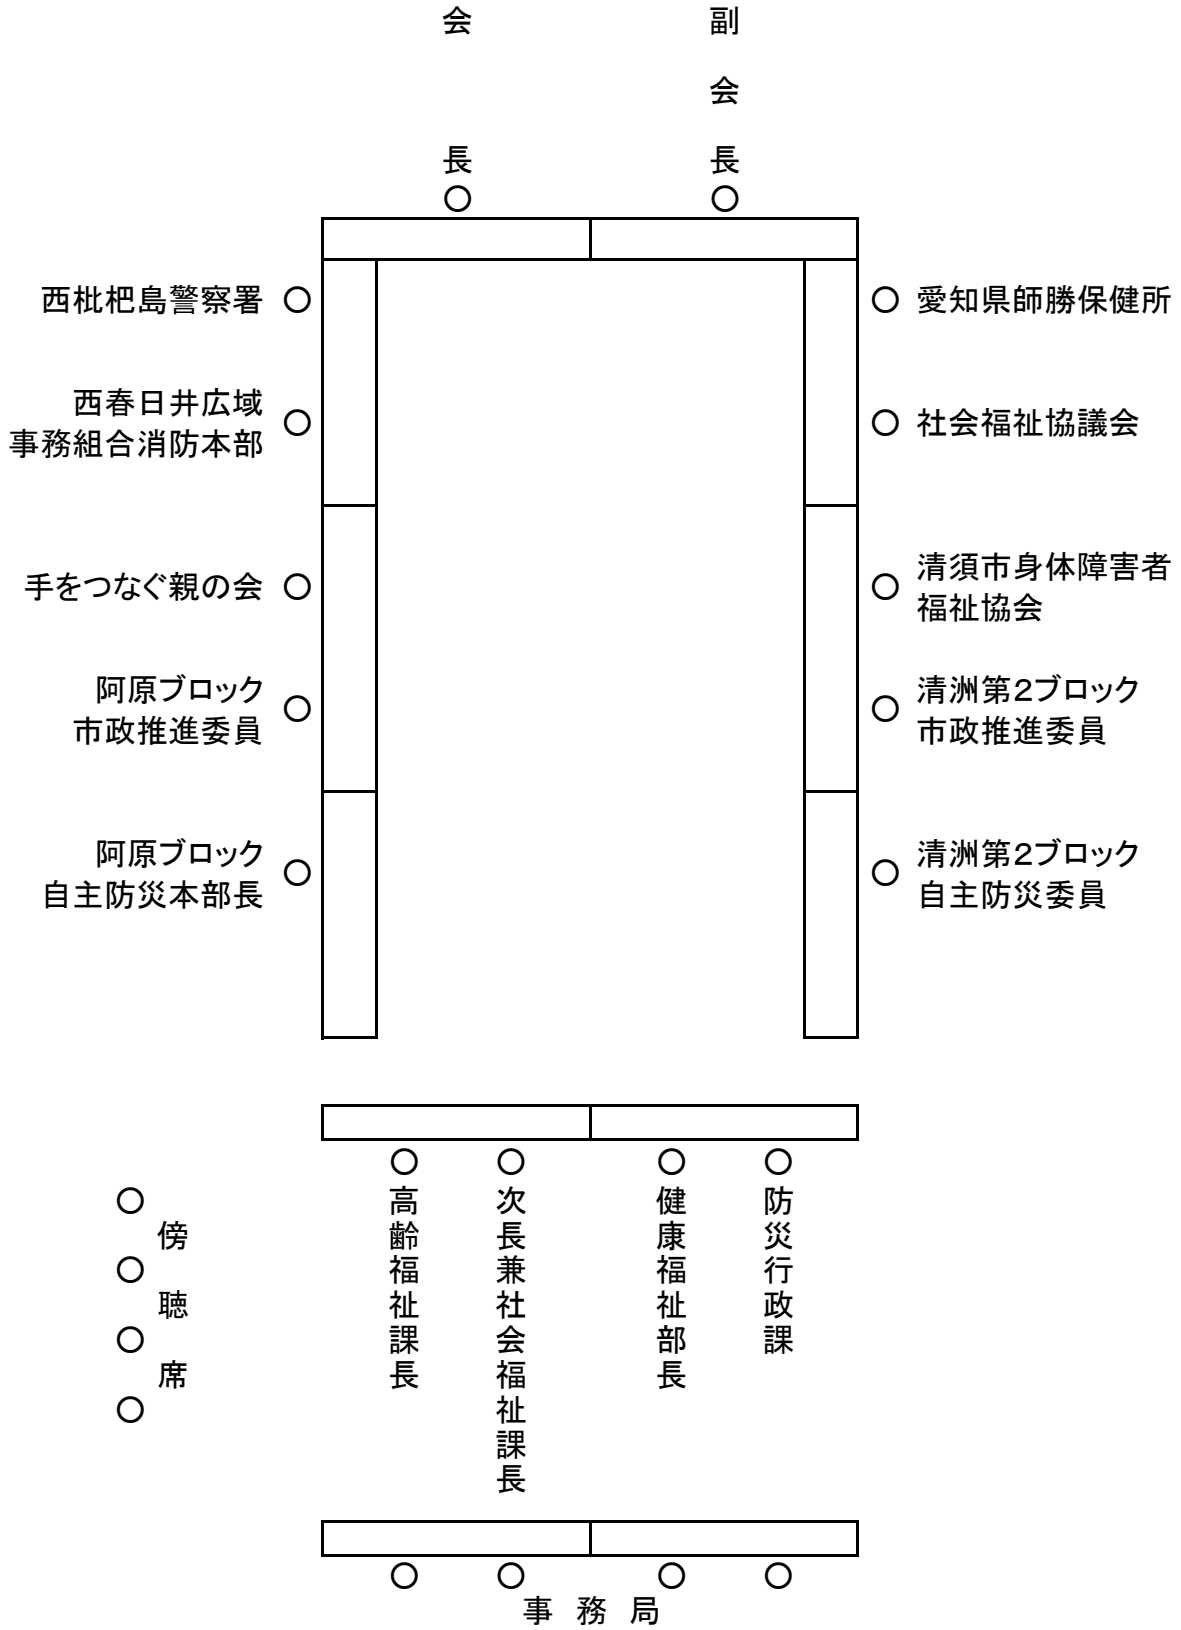 会長
副会長
西枇杷島警察署
愛知県師勝保健所
西春日井広域
事務組合消防本部
社会福祉協議会
手をつなぐ親の会
清須市身体障害者
福祉協会
阿原ブロック
市政推進委員
清洲第2ブロック
市政推進委員
阿原ブロック
自主防災本部長
清洲第2ブロック
自主防災委員
高齢福祉課長
次長兼社会福祉課長
健康福祉部長
防災行政課
傍聴席
事務局